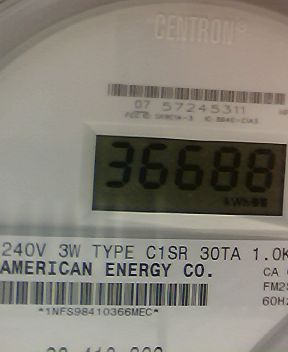 CENTRON®
07 57245311
36688
kWh
240V 3W TYPE C1SR 30TA 1.0K
AMERICAN ENERGY CO.
CA
FM2S
60Hz
*1NFS98410366MEC*